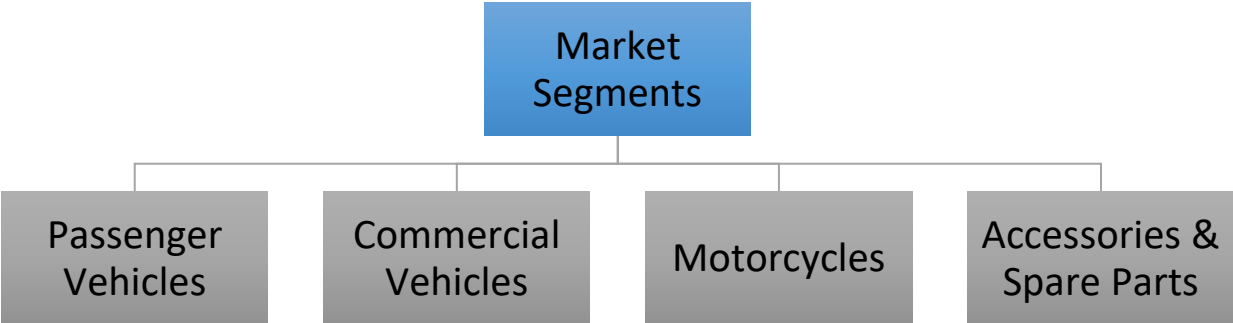 Market
Segments
Passenger
Vehicles
Commercial
Vehicles
Motorcycles
Accessories &
Spare Parts